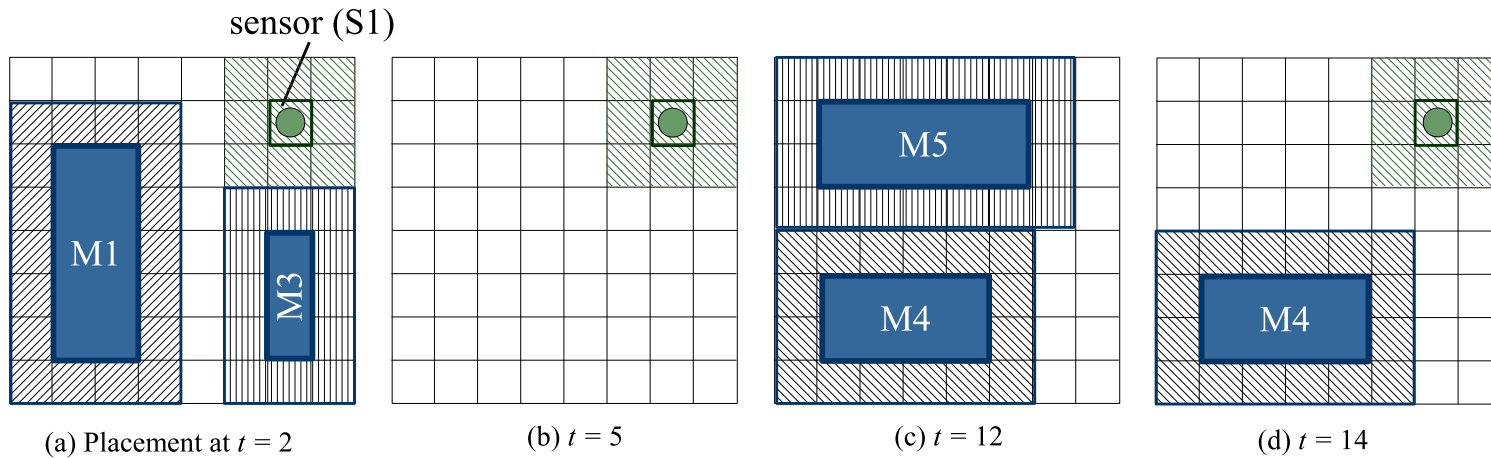 sensor (S1)
M1
M3
M5
M4
M4
(a) Placement at t = 2
(b) t = 5
(c) t = 12
(d) t = 14